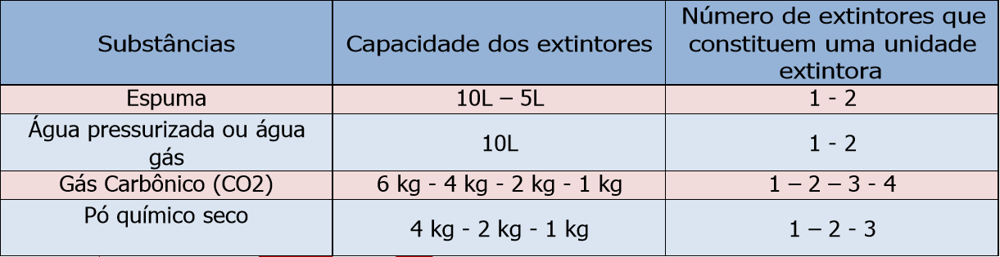 Substâncias
Capacidade dos extintores
Número de extintores que
constituem uma unidade
extintora
Espuma
10L – 5L
1 - 2
Água pressurizada ou água
gás
10L
1 - 2
Gás Carbônico (CO2)
6 kg - 4 kg - 2 kg - 1 kg
1 – 2 – 3 - 4
Pó químico seco
4 kg - 2 kg - 1 kg
1 – 2 - 3